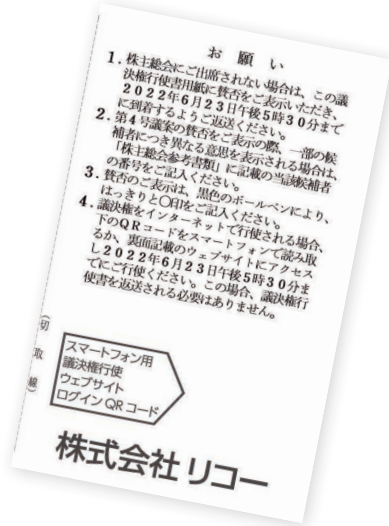 お願い
1. 株主総会にご出席されない場合は、この議
決権行使書用紙に賛否をご表示いただき、
2022年6月23日午後5時30分まで
に到着するようご返送ください。
2. 第4号議案の賛否をご表示の際、一部の候
補者につき異なる意思を表示される場合は、
「株主総会参考書類」に記載の当該候補者
の番号をご記入ください。
3. 賛否のご表示は、黒色のボールペンにより、
はっきりと〇印をご記入ください。
4. 議決権をインターネットで行使される場合、
下のQRコードをスマートフォンで読み取
るか、裏面記載のウェブサイトにアクセス
し2022年6月23日午後5時30分ま
でにご行使ください。この場合、議決権行
使書を返送される必要はありません。
(切取線)
スマートフォン用
議決権行使
ウェブサイト
ログインQRコード
株式会社リコー